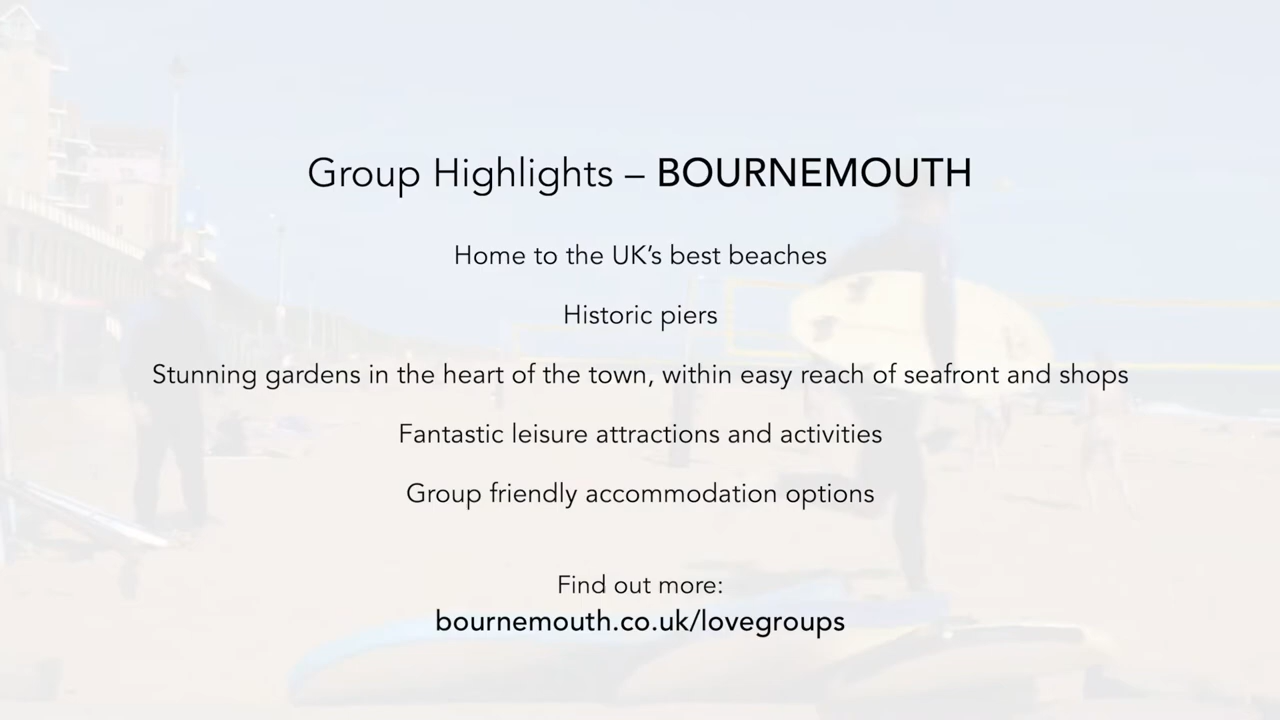 Group Highlights – BOURNEMOUTH
Home to the UK’s best beaches
Historic piers
Stunning gardens in the heart of the town, within easy reach of seafront and shops
Fantastic leisure attractions and activities
Group friendly accommodation options
Find out more:
bournemouth.co.uk/lovegroups